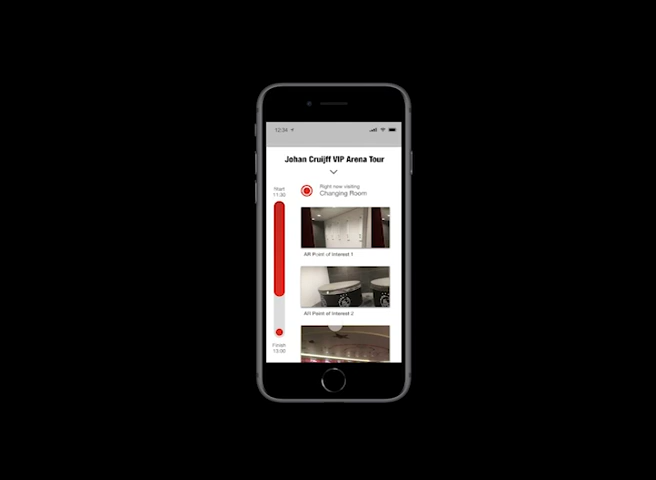 12:34
Johan Cruijff VIP Arena Tour
Start
11:30
Right now visiting
Changing Room
AR Point of Interest 1
AR Point of Interest 2
Finish
13:00